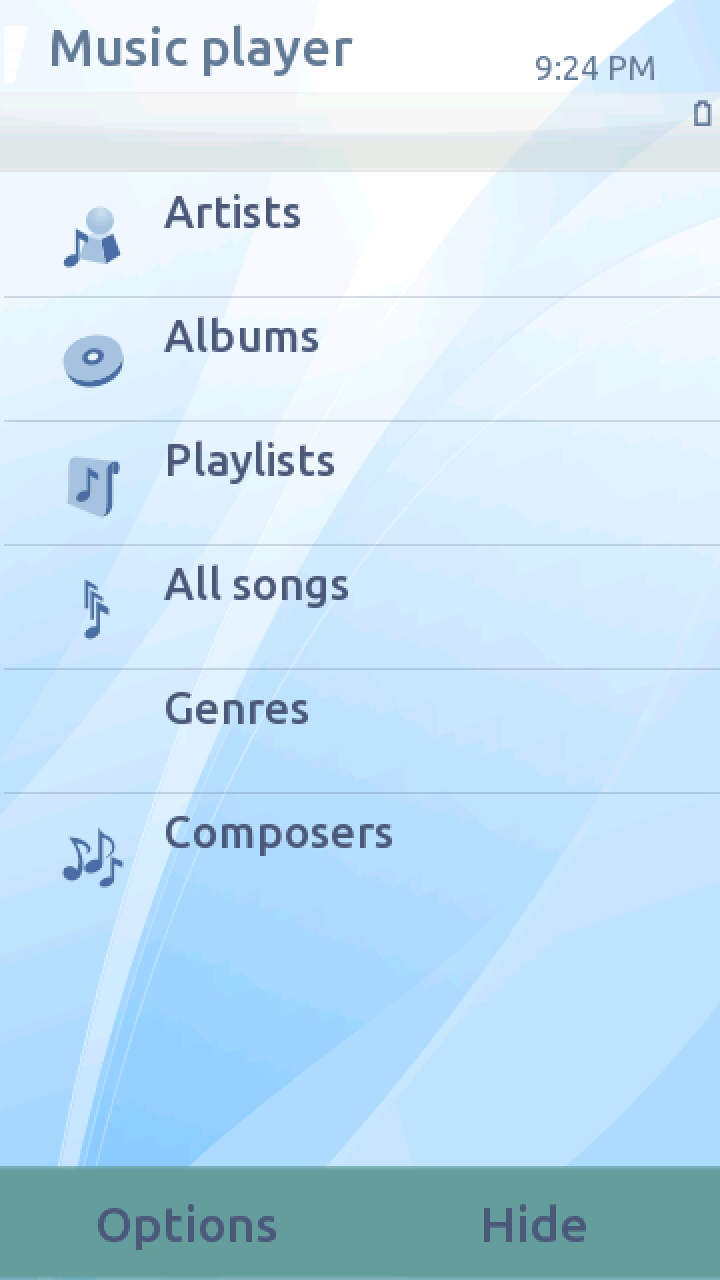 Music player
9:24 PM
Artists
Albums
Playlists
All songs
Genres
Composers
Options
Hide